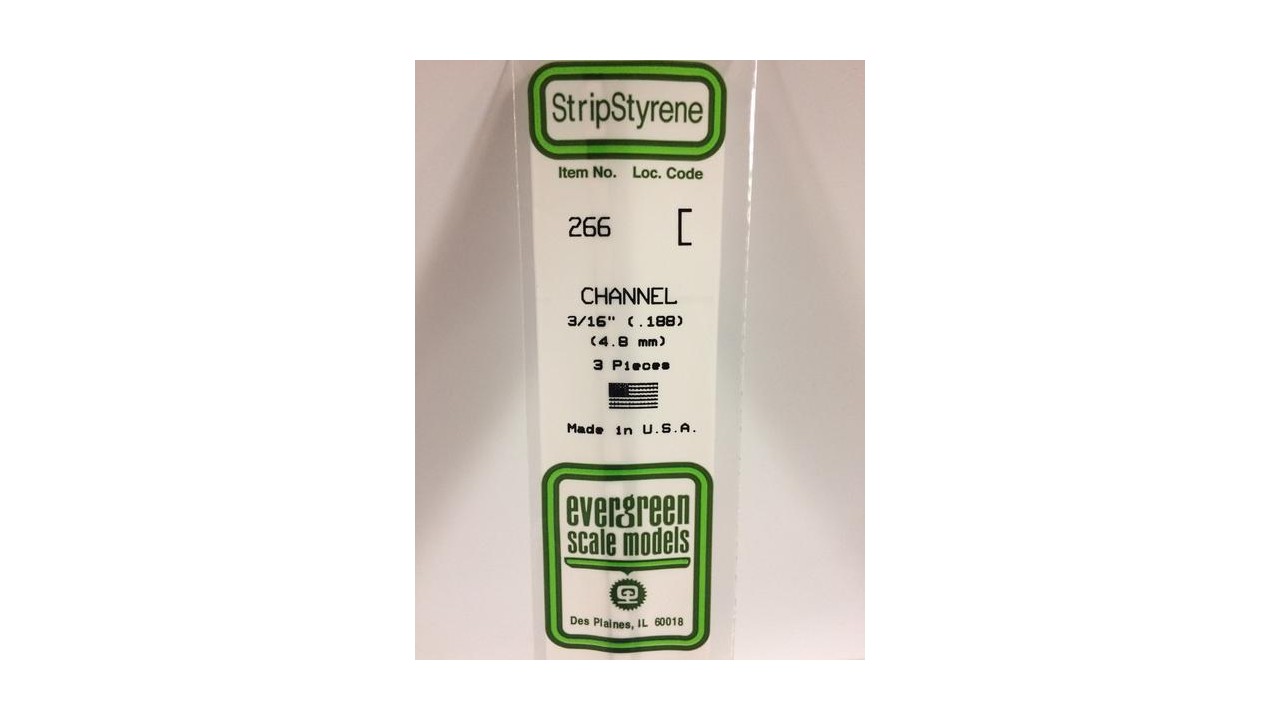 StripStyrene
Item No. Loc. Code
266 [
CHANNEL
3/16" (.188)
(4.8 mm)
3 Pieces
Made in U.S.A.
evergreen
scale models
Des Plaines, IL 60018